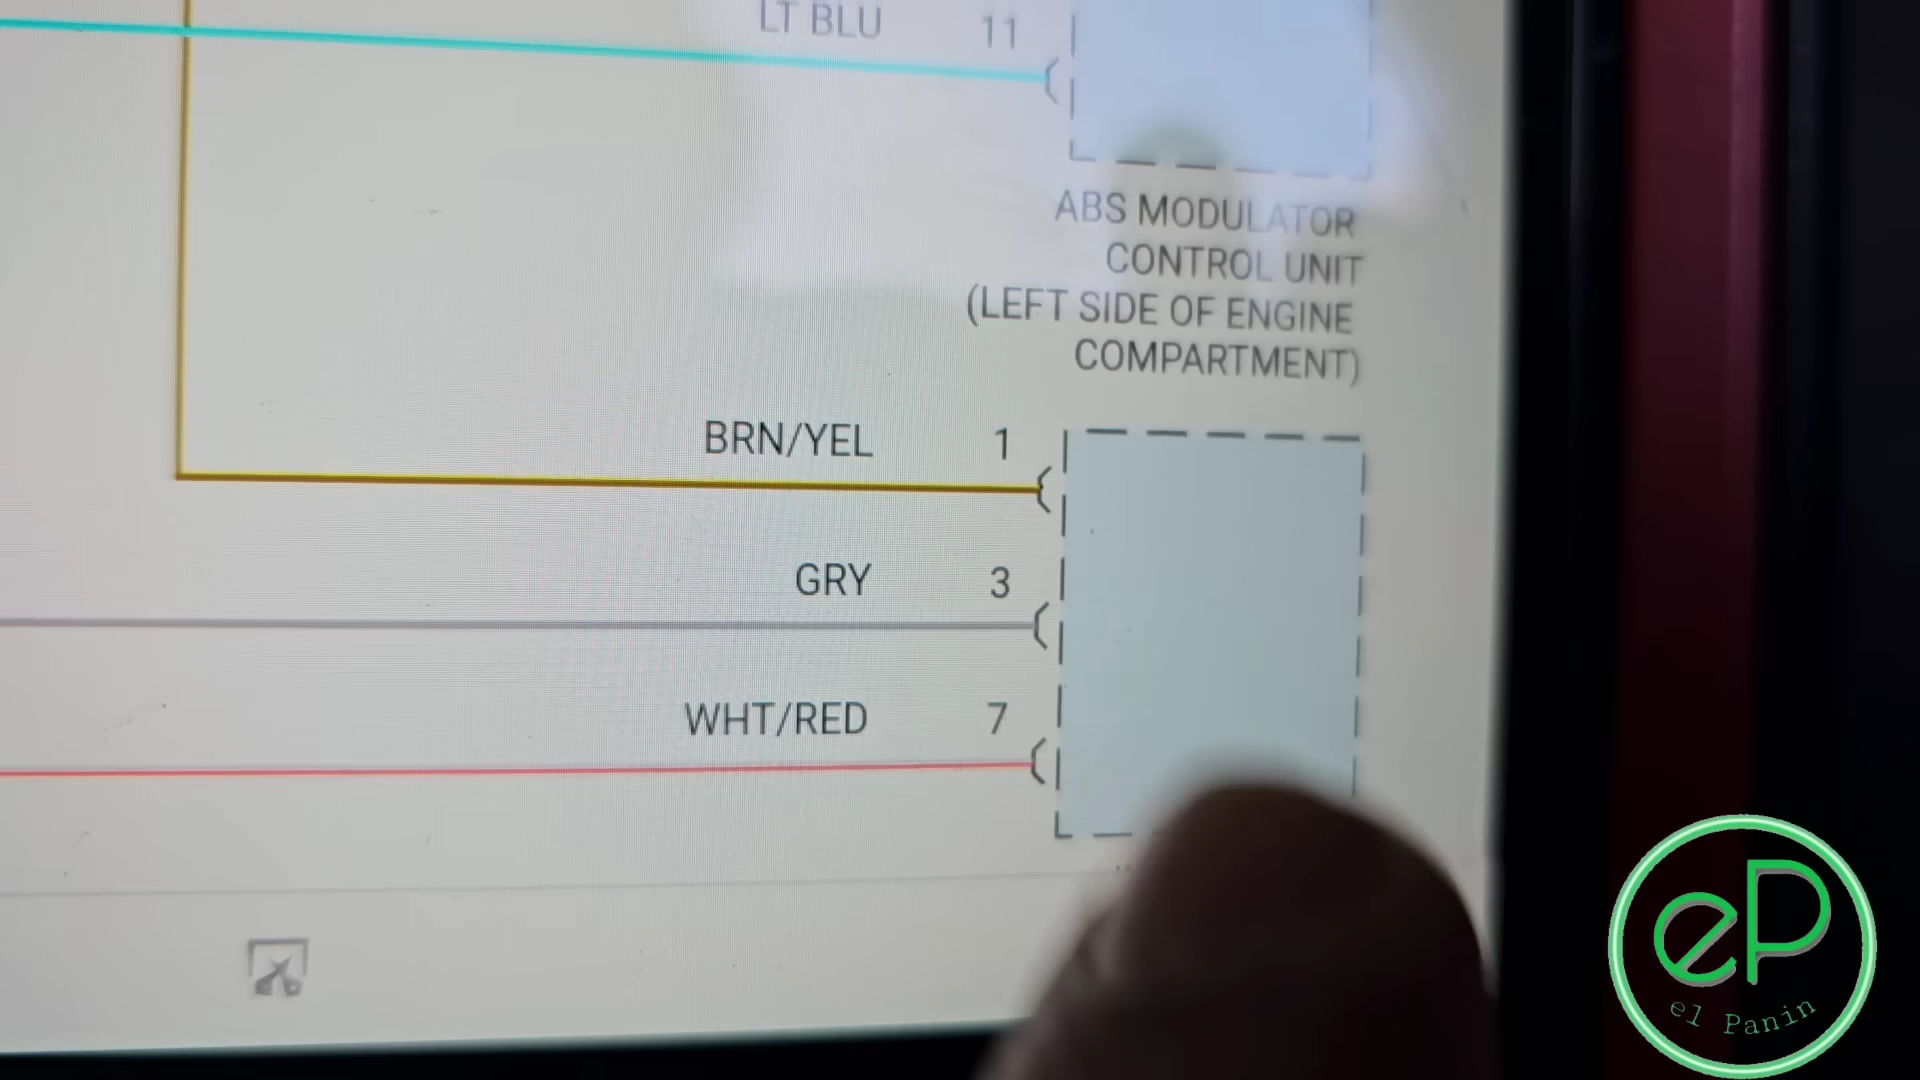 LT BLU 11
ABS MODULATOR
CONTROL UNIT
(LEFT SIDE OF ENGINE
COMPARTMENT)
BRN/YEL 1
GRY 3
WHT/RED 7
eP
el Panin